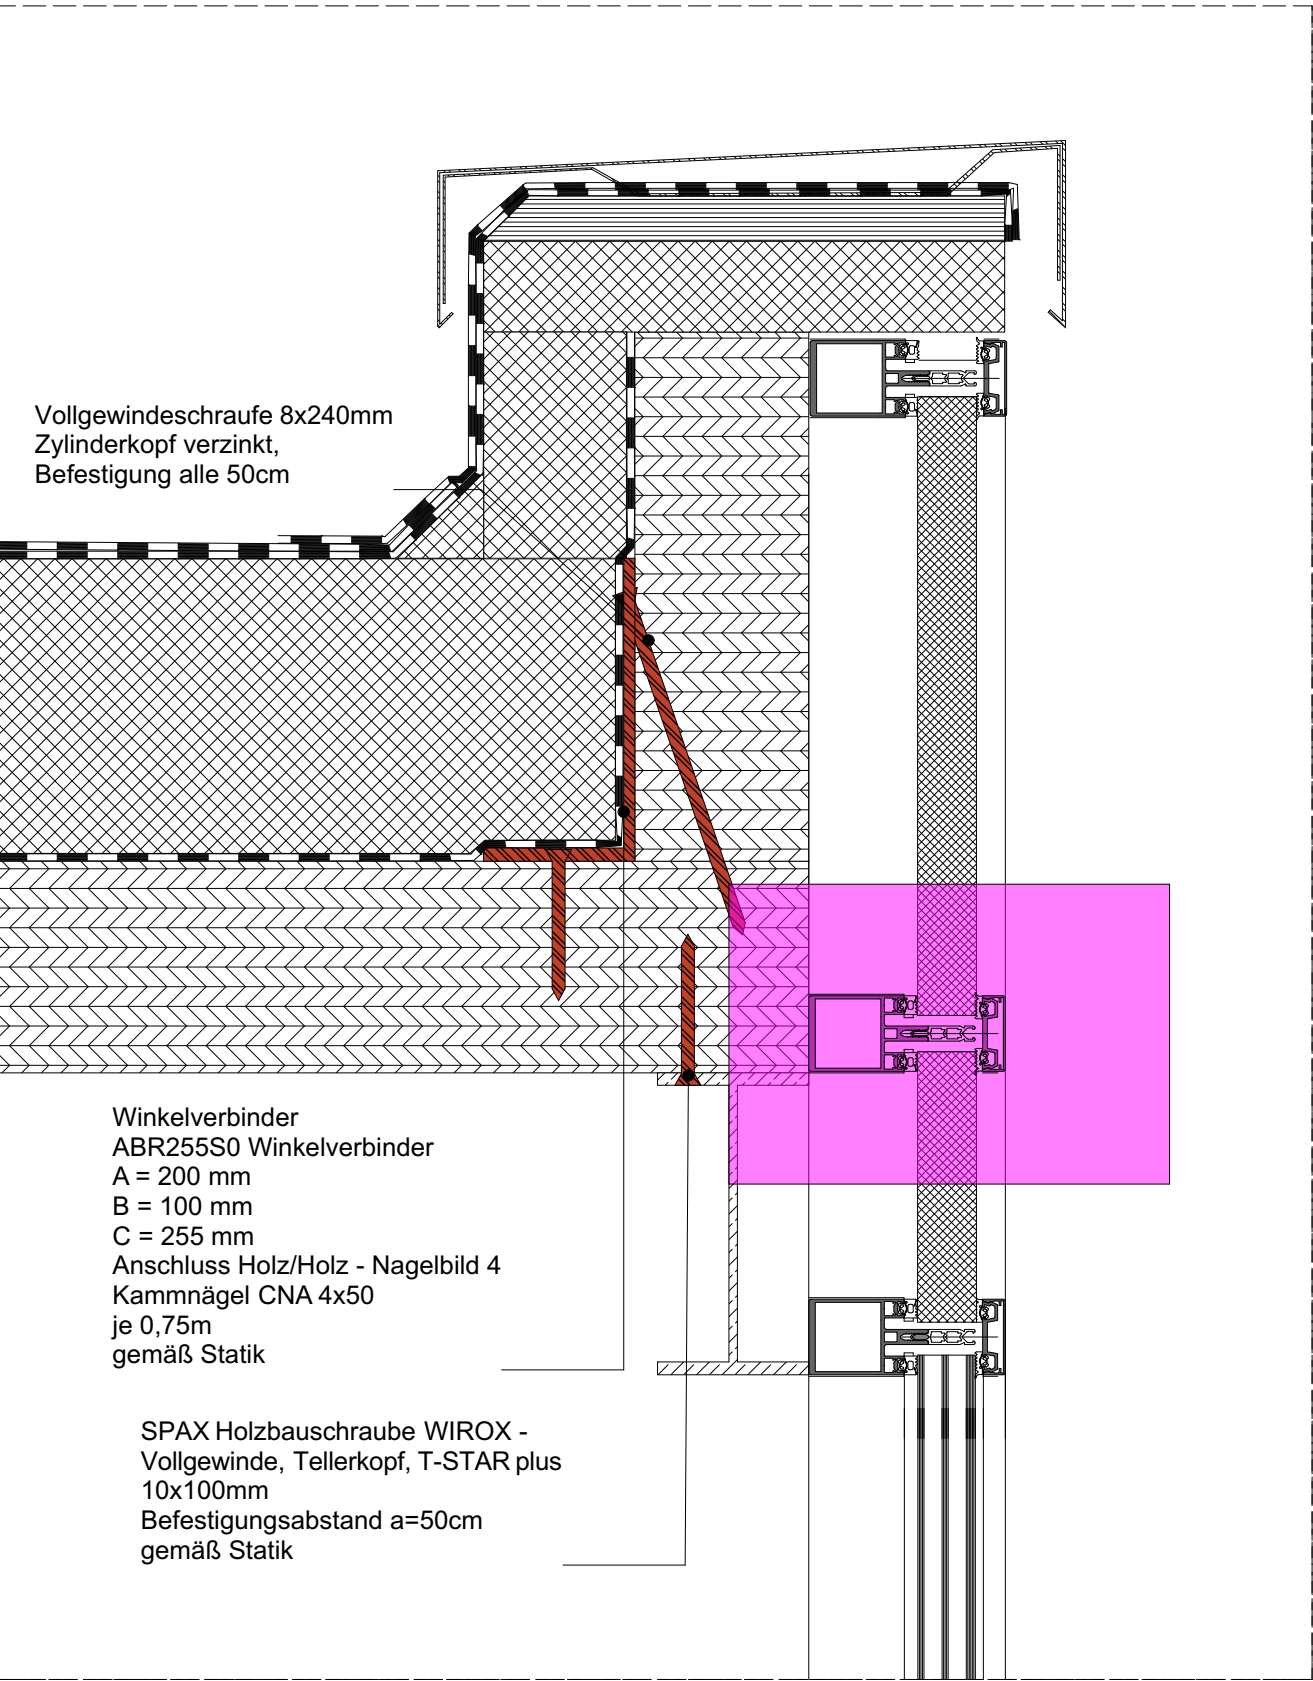 Vollgewindeschraufe 8x240mm
Zylinderkopf verzinkt,
Befestigung alle 50cm
Winkelverbinder
ABR255S0 Winkelverbinder
A = 200 mm
B = 100 mm
C = 255 mm
Anschluss Holz/Holz - Nagelbild 4
Kammnägel CNA 4x50
je 0,75m
gemäß Statik
SPAX Holzbauschraube WIROX -
Vollgewinde, Tellerkopf, T-STAR plus
10x100mm
Befestigungsabstand a=50cm
gemäß Statik